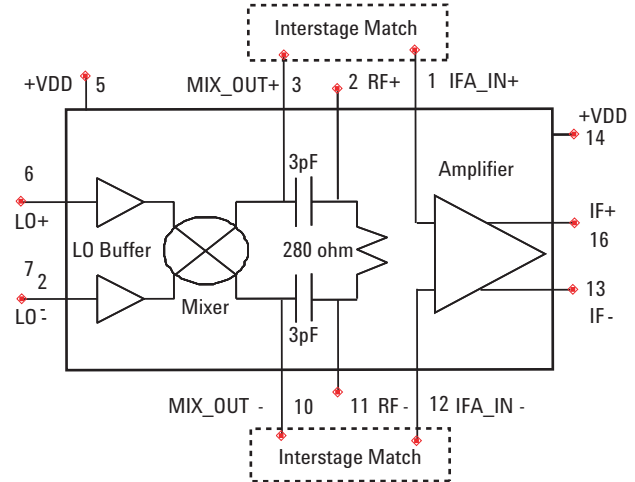 Interstage Match
+VDD 5
MIX_OUT+ 3
2 RF+
1 IFA_IN+
+VDD
14
6
LO+
3pF
Amplifier
IF+
16
LO Buffer
280 ohm
7
2
LO-
Mixer
3pF
13
IF-
MIX_OUT - 10
11 RF-
12 IFA_IN -
Interstage Match